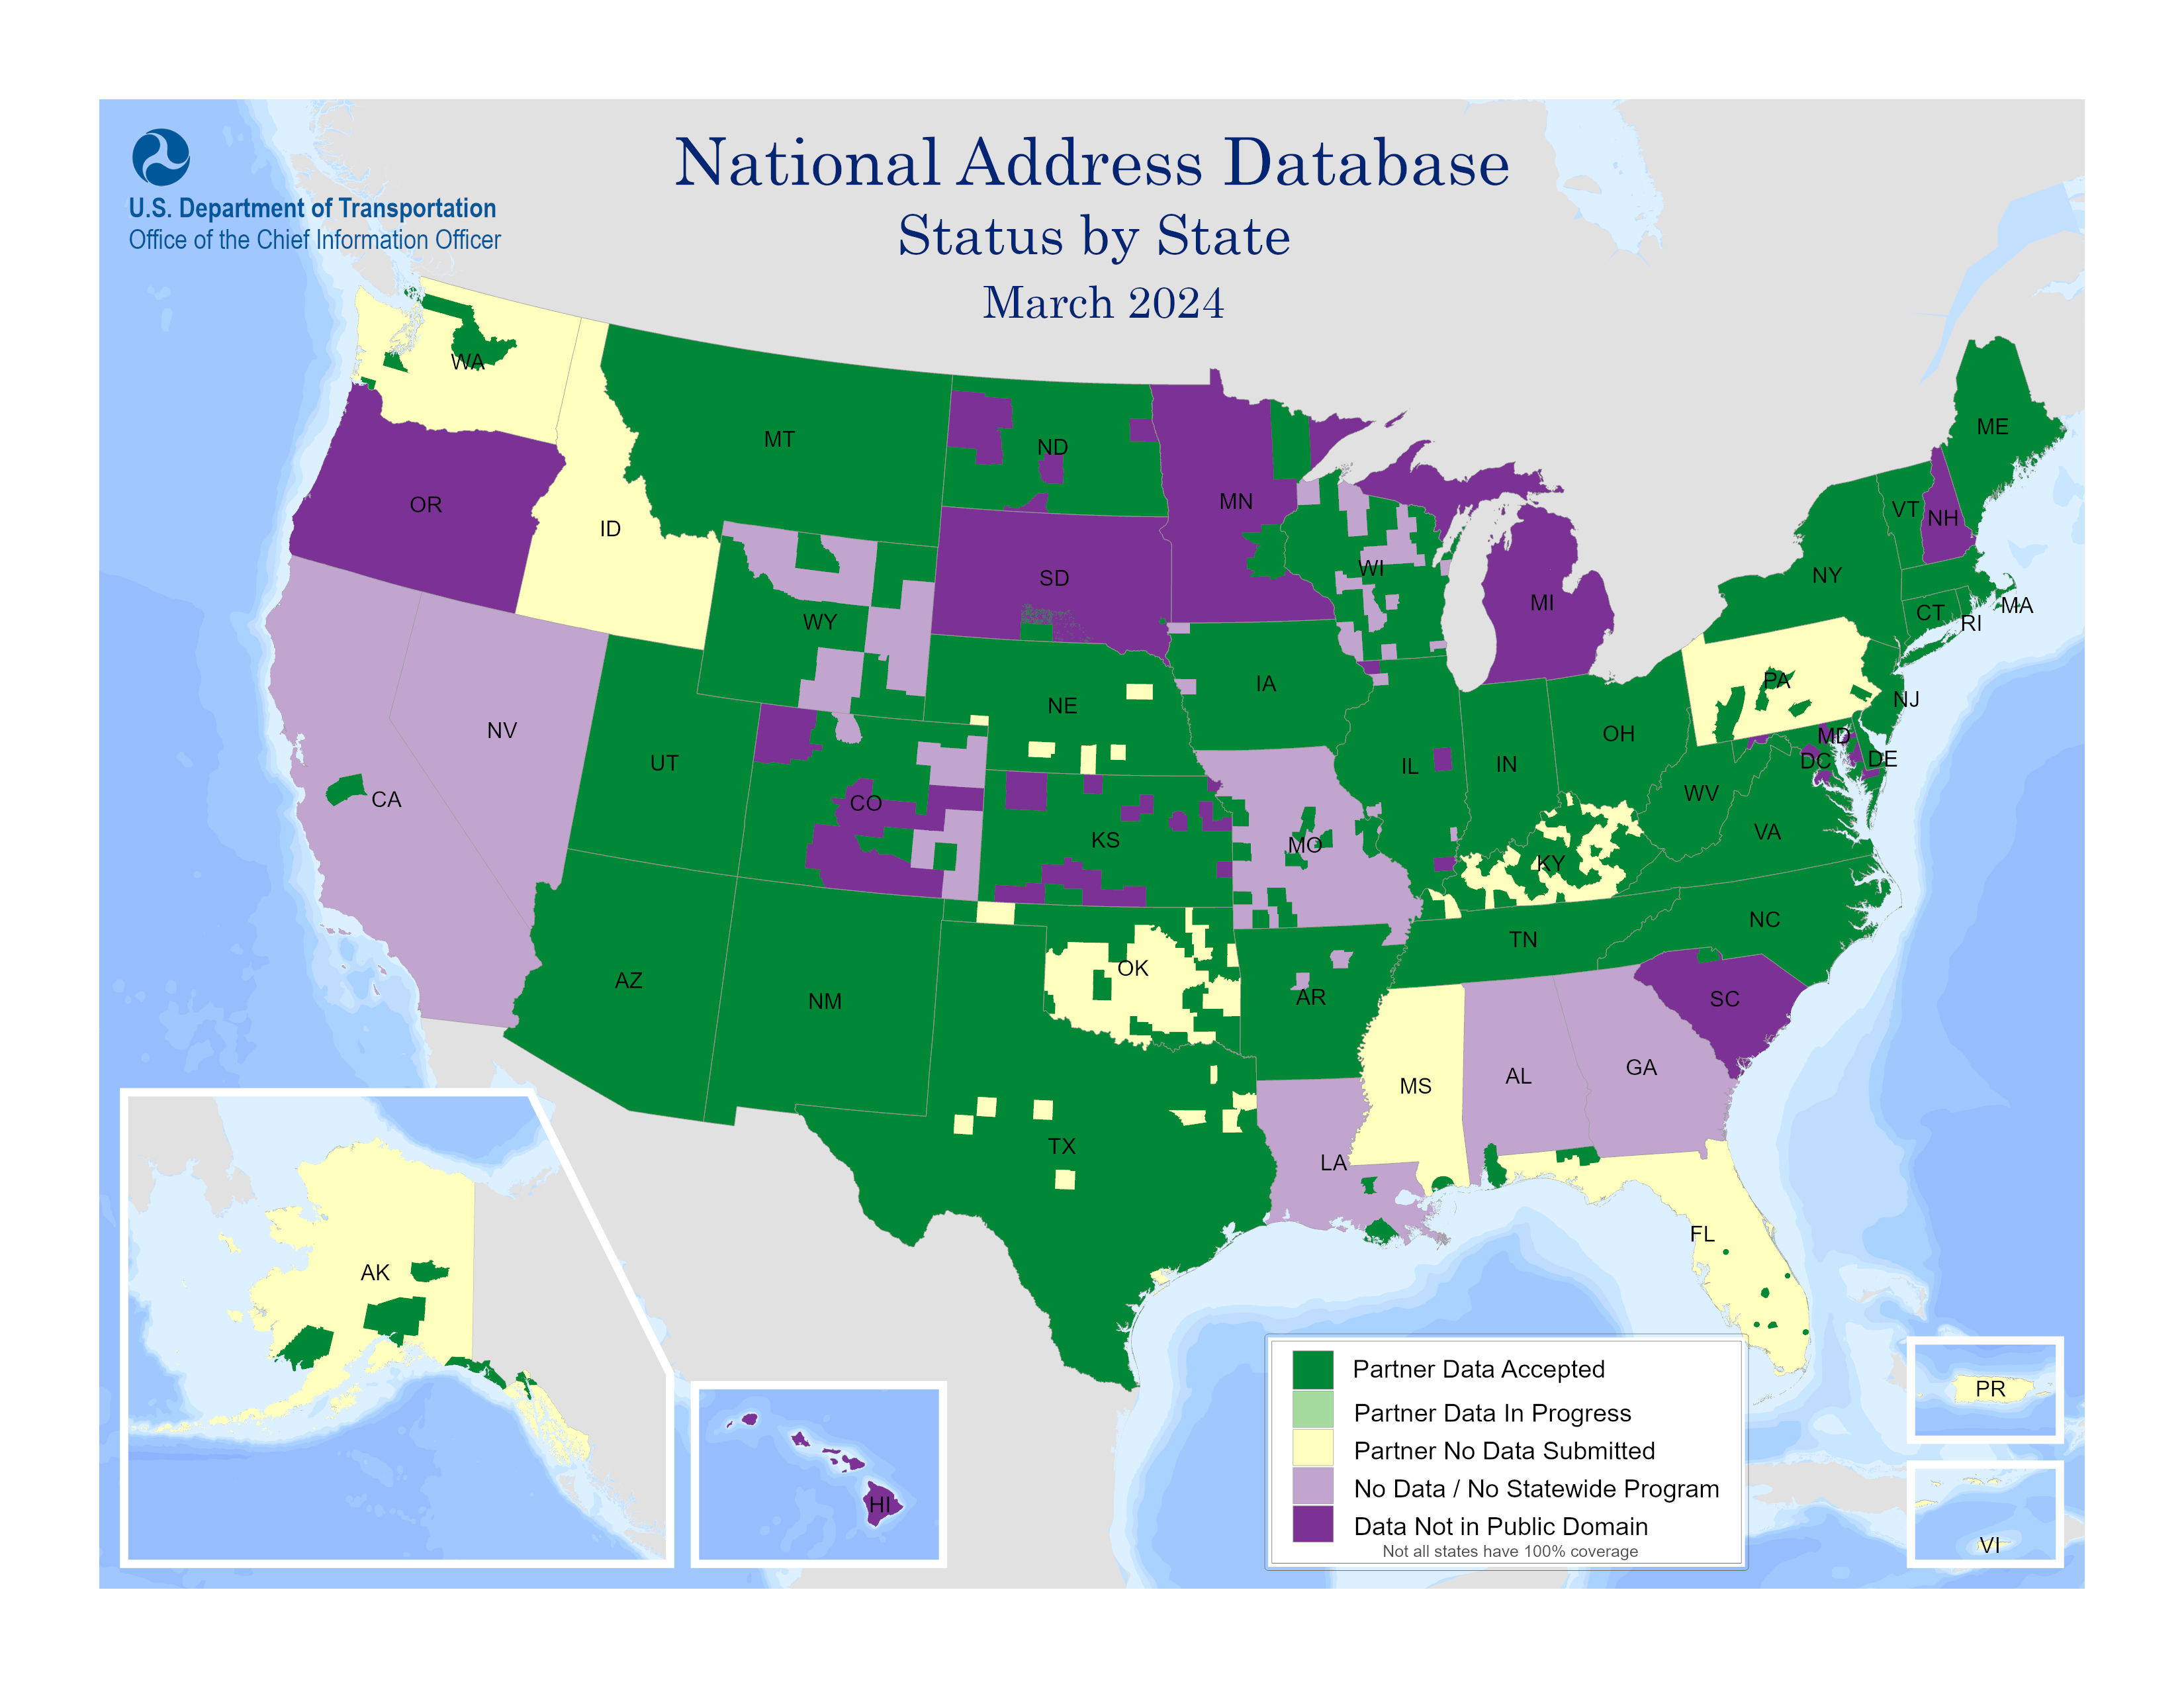 National Address Database
Status by State
March 2024
U.S. Department of Transportation
Office of the Chief Information Officer
WA
MT
ND
MN
ME
OR
ID
SD
WI
MI
VT
NH
NY
MA
CT
RI
WY
IA
NE
PA
NJ
NV
UT
CO
KS
MO
IL
IN
OH
MD
DC
DE
WV
VA
CA
KY
AZ
NM
OK
AR
TN
NC
SC
TX
LA
MS
AL
GA
FL
AK
HI
PR
VI
Partner Data Accepted
Partner Data In Progress
Partner No Data Submitted
No Data / No Statewide Program
Data Not in Public Domain
Not all states have 100% coverage